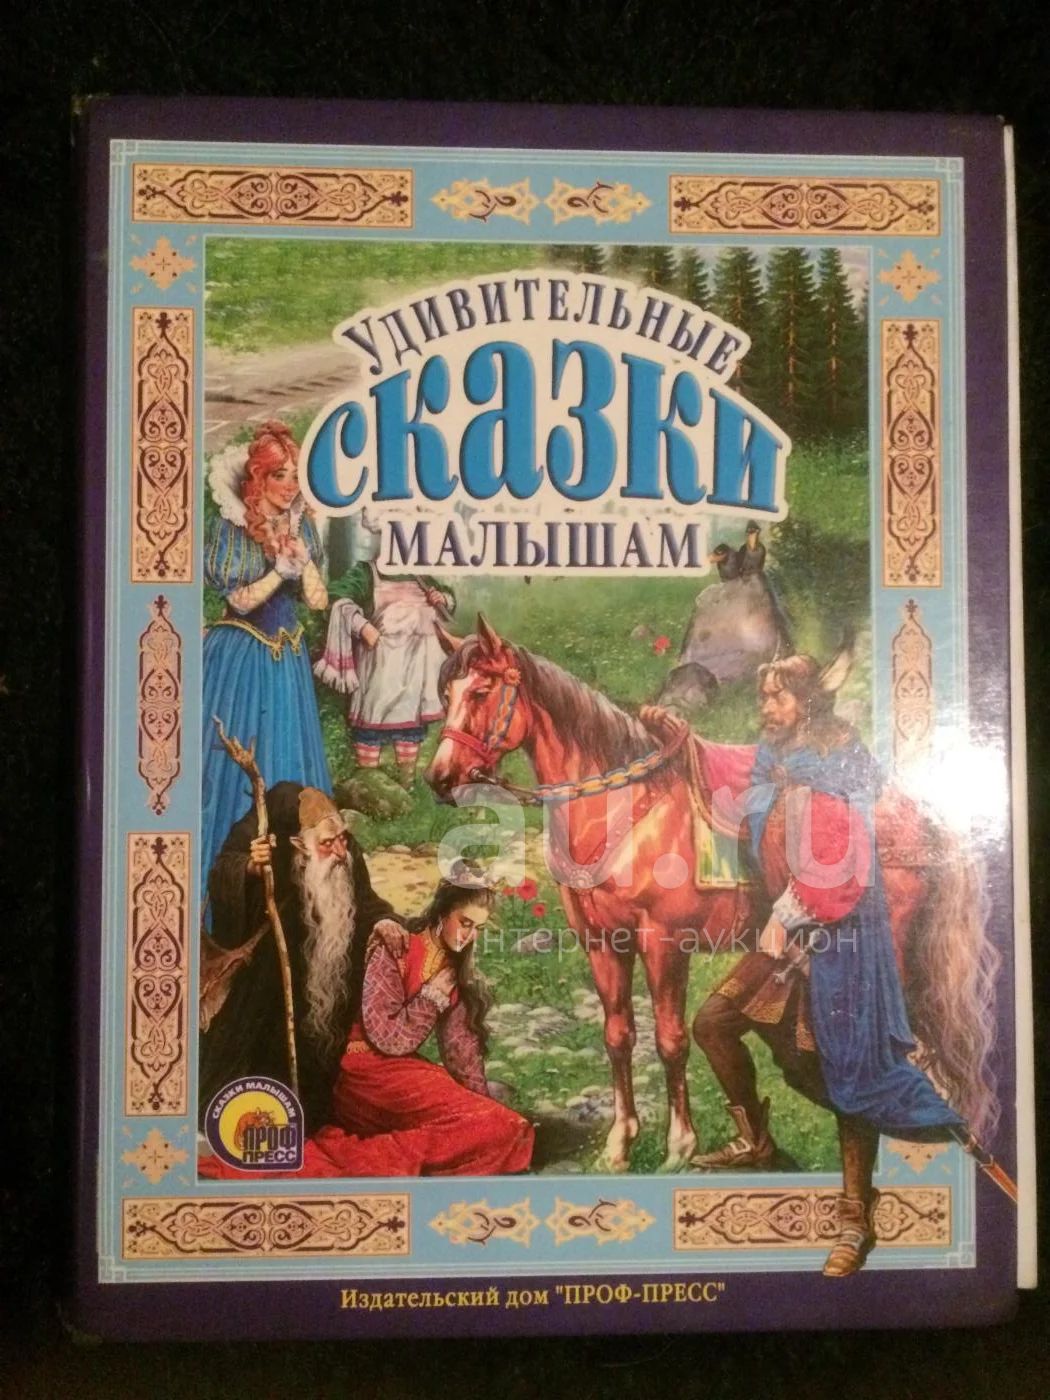 УДИВИТЕЛЬНЫЕ
сказки
МАЛЫШАМ
au.ru
интернет-аукцион
СКАЗКИ МАЛЫШАМ
ПРОФ
ПРЕСС
Издательский дом "ПРОФ-ПРЕСС"